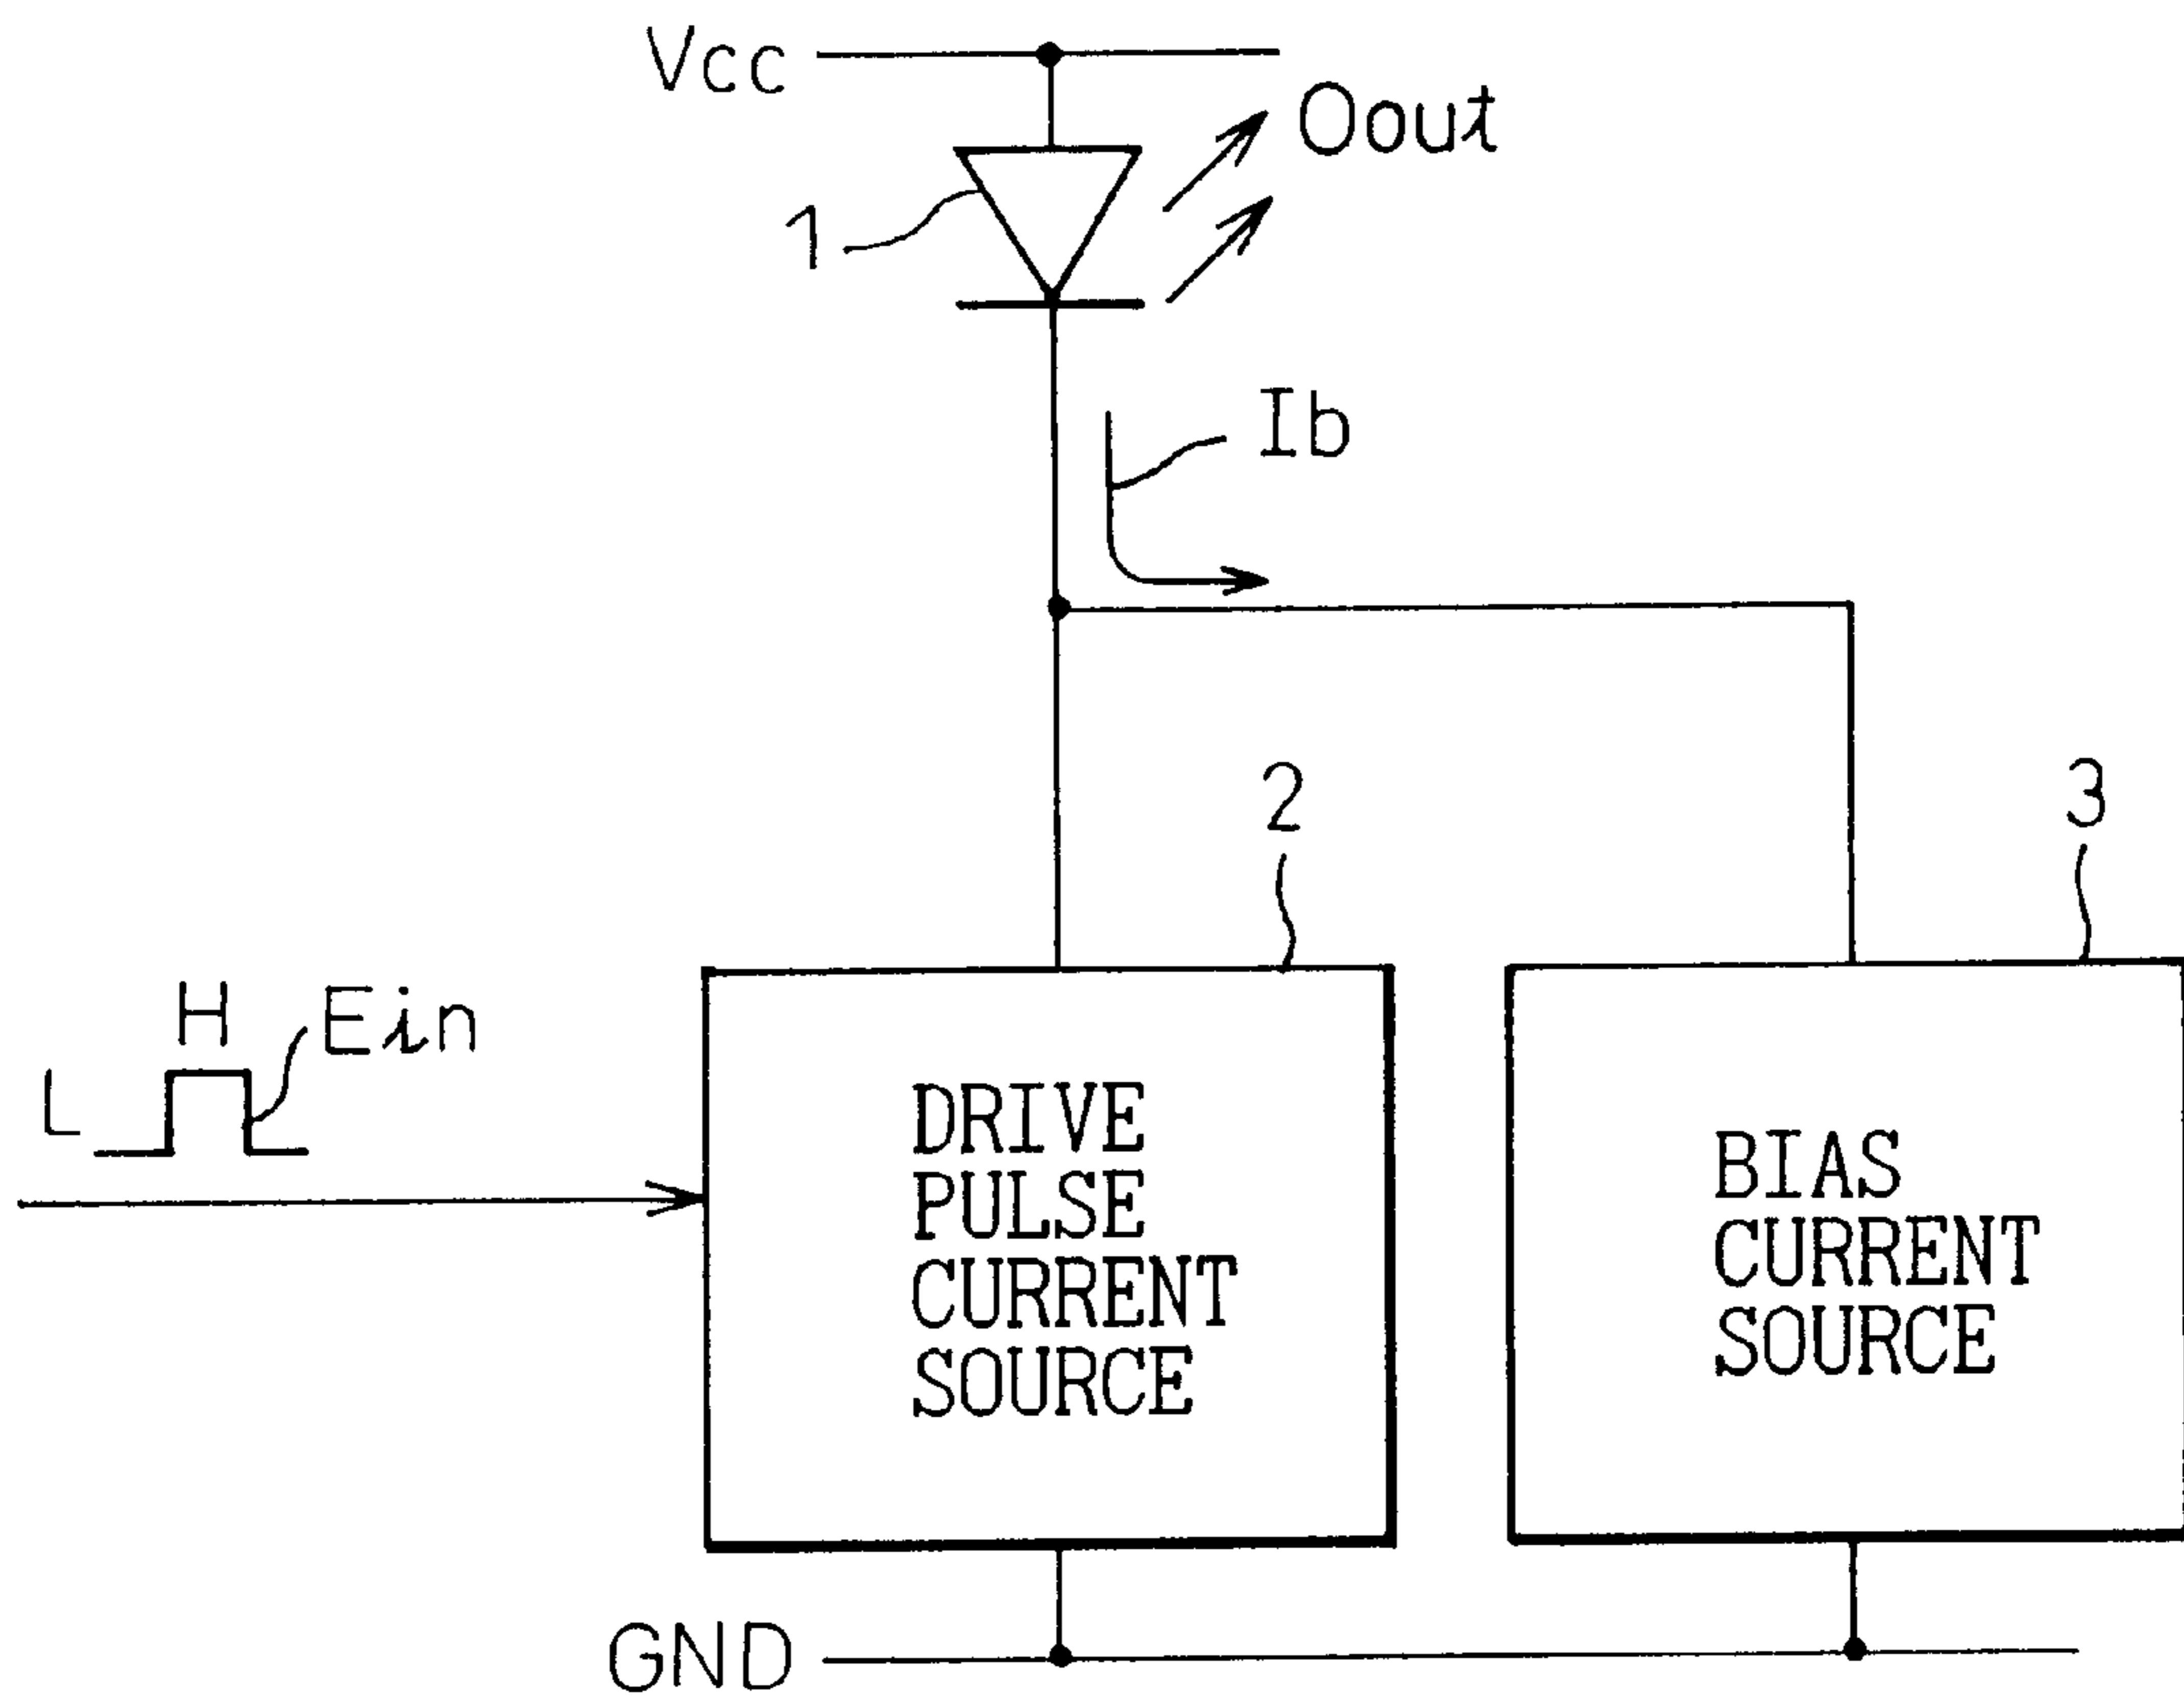 Vcc
Oout
1
Ib
2
3
H
Ein
L
DRIVE
PULSE
CURRENT
SOURCE
BIAS
CURRENT
SOURCE
GND